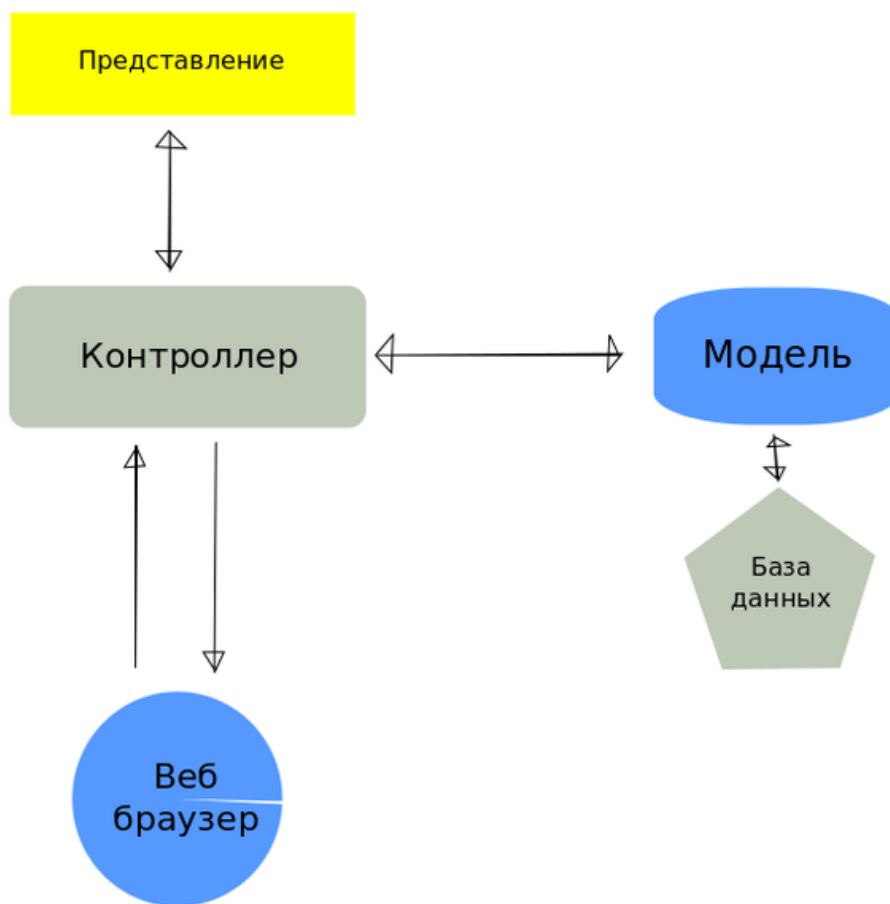 Представление
Контроллер
Модель
База
данных
Веб
браузер